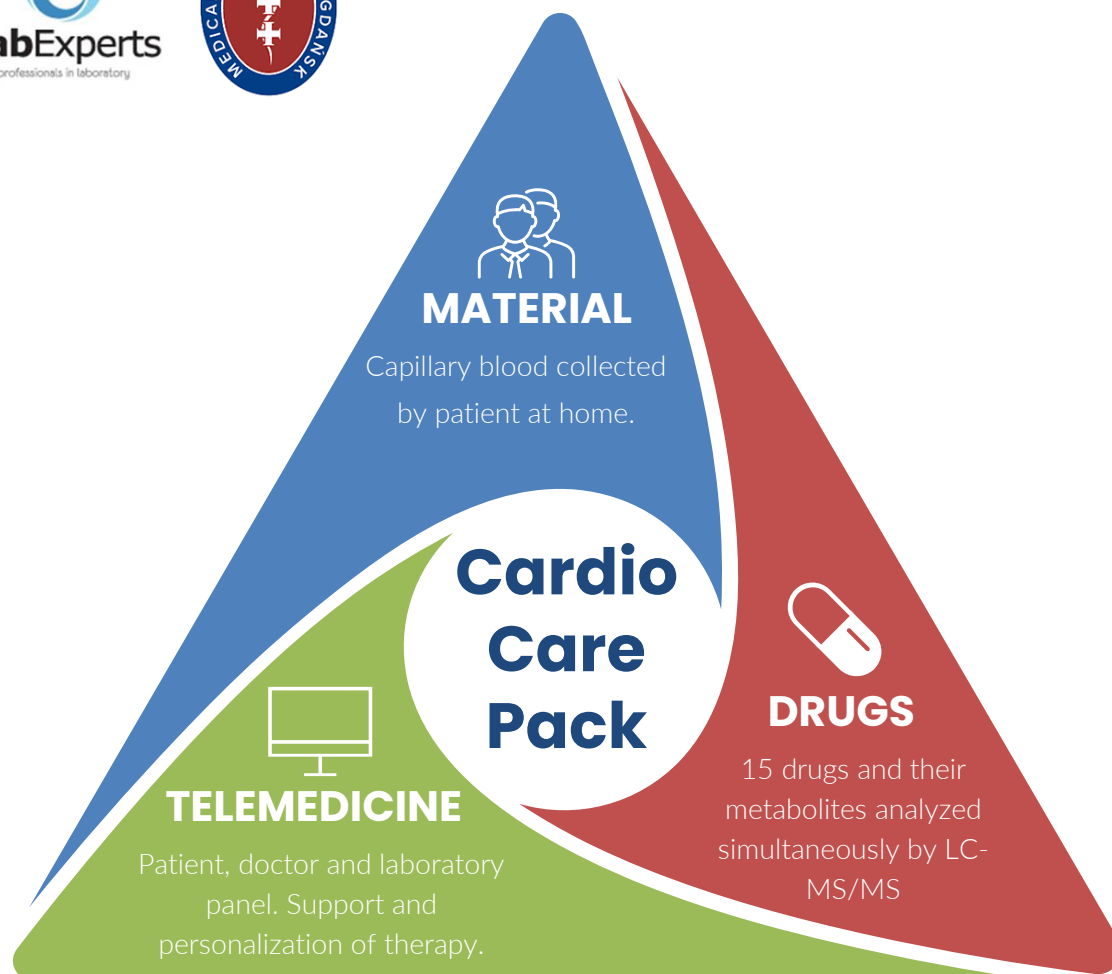 abExperts
professionals in laboratory
MEDICA GDAŃSK
MATERIAL
Capillary blood collected
by patient at home.
Cardio
Care
Pack
DRUGS
15 drugs and their
metabolites analyzed
simultaneously by LC-
MS/MS
TELEMEDICINE
Patient, doctor and laboratory
panel. Support and
personalization of therapy.